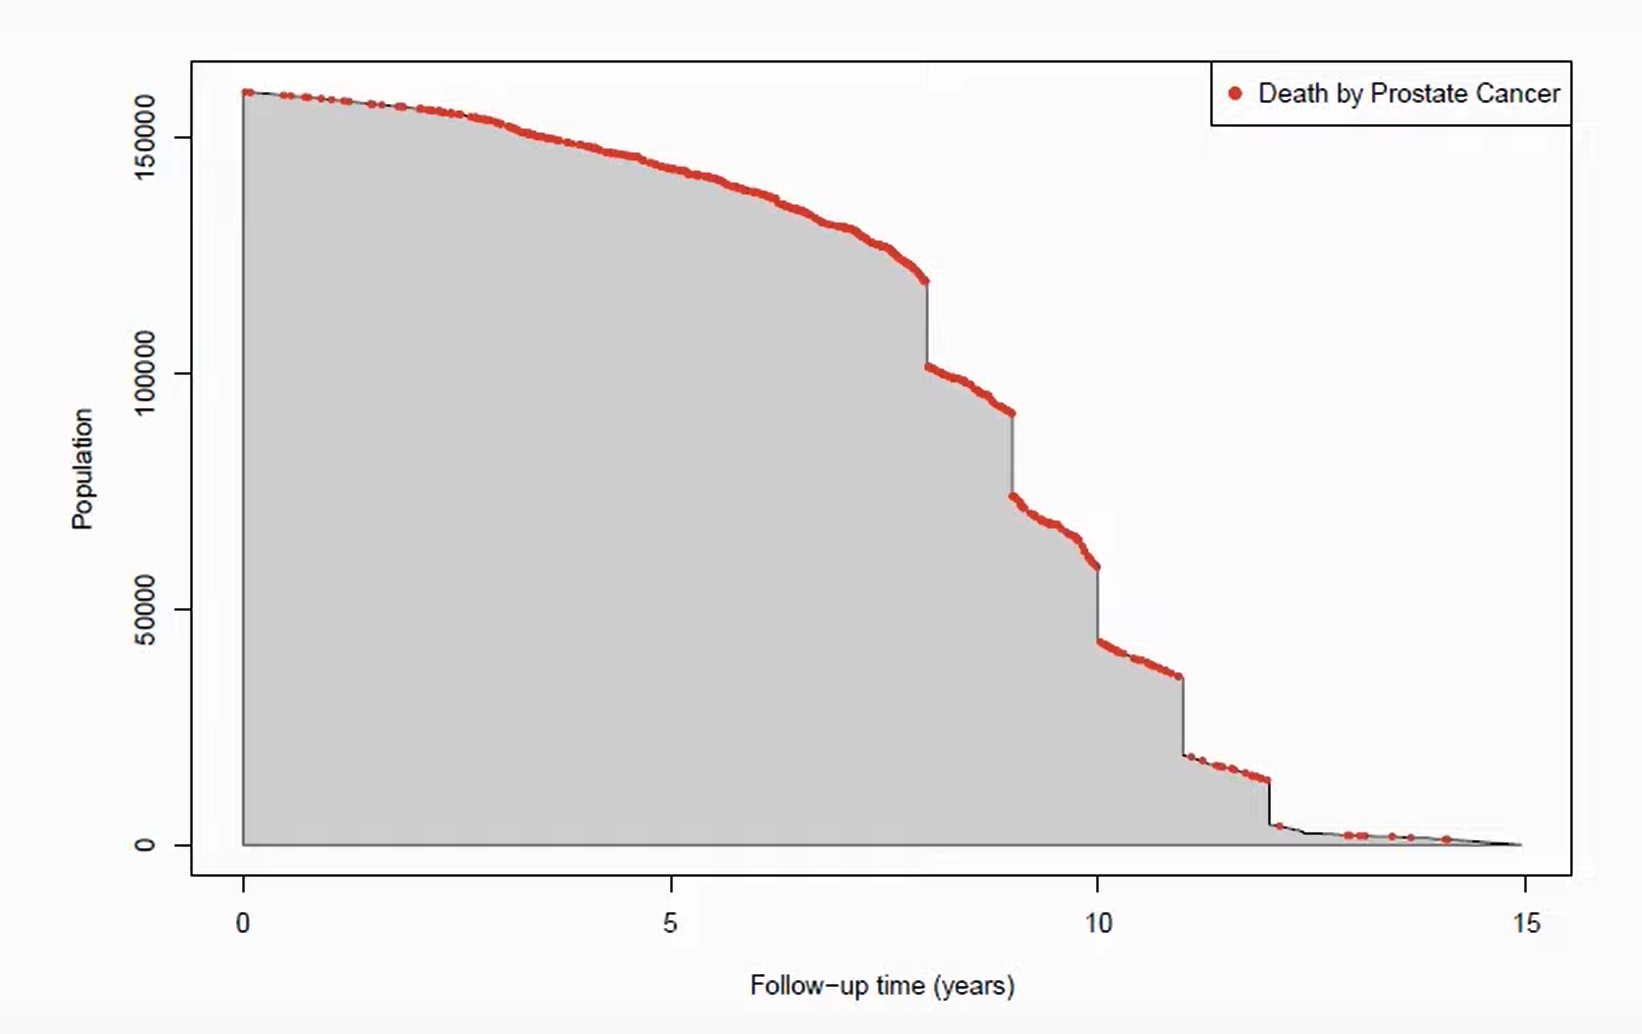 Death by Prostate Cancer
150000
100000
50000
0
Population
0 5 10 15
Follow-up time (years)